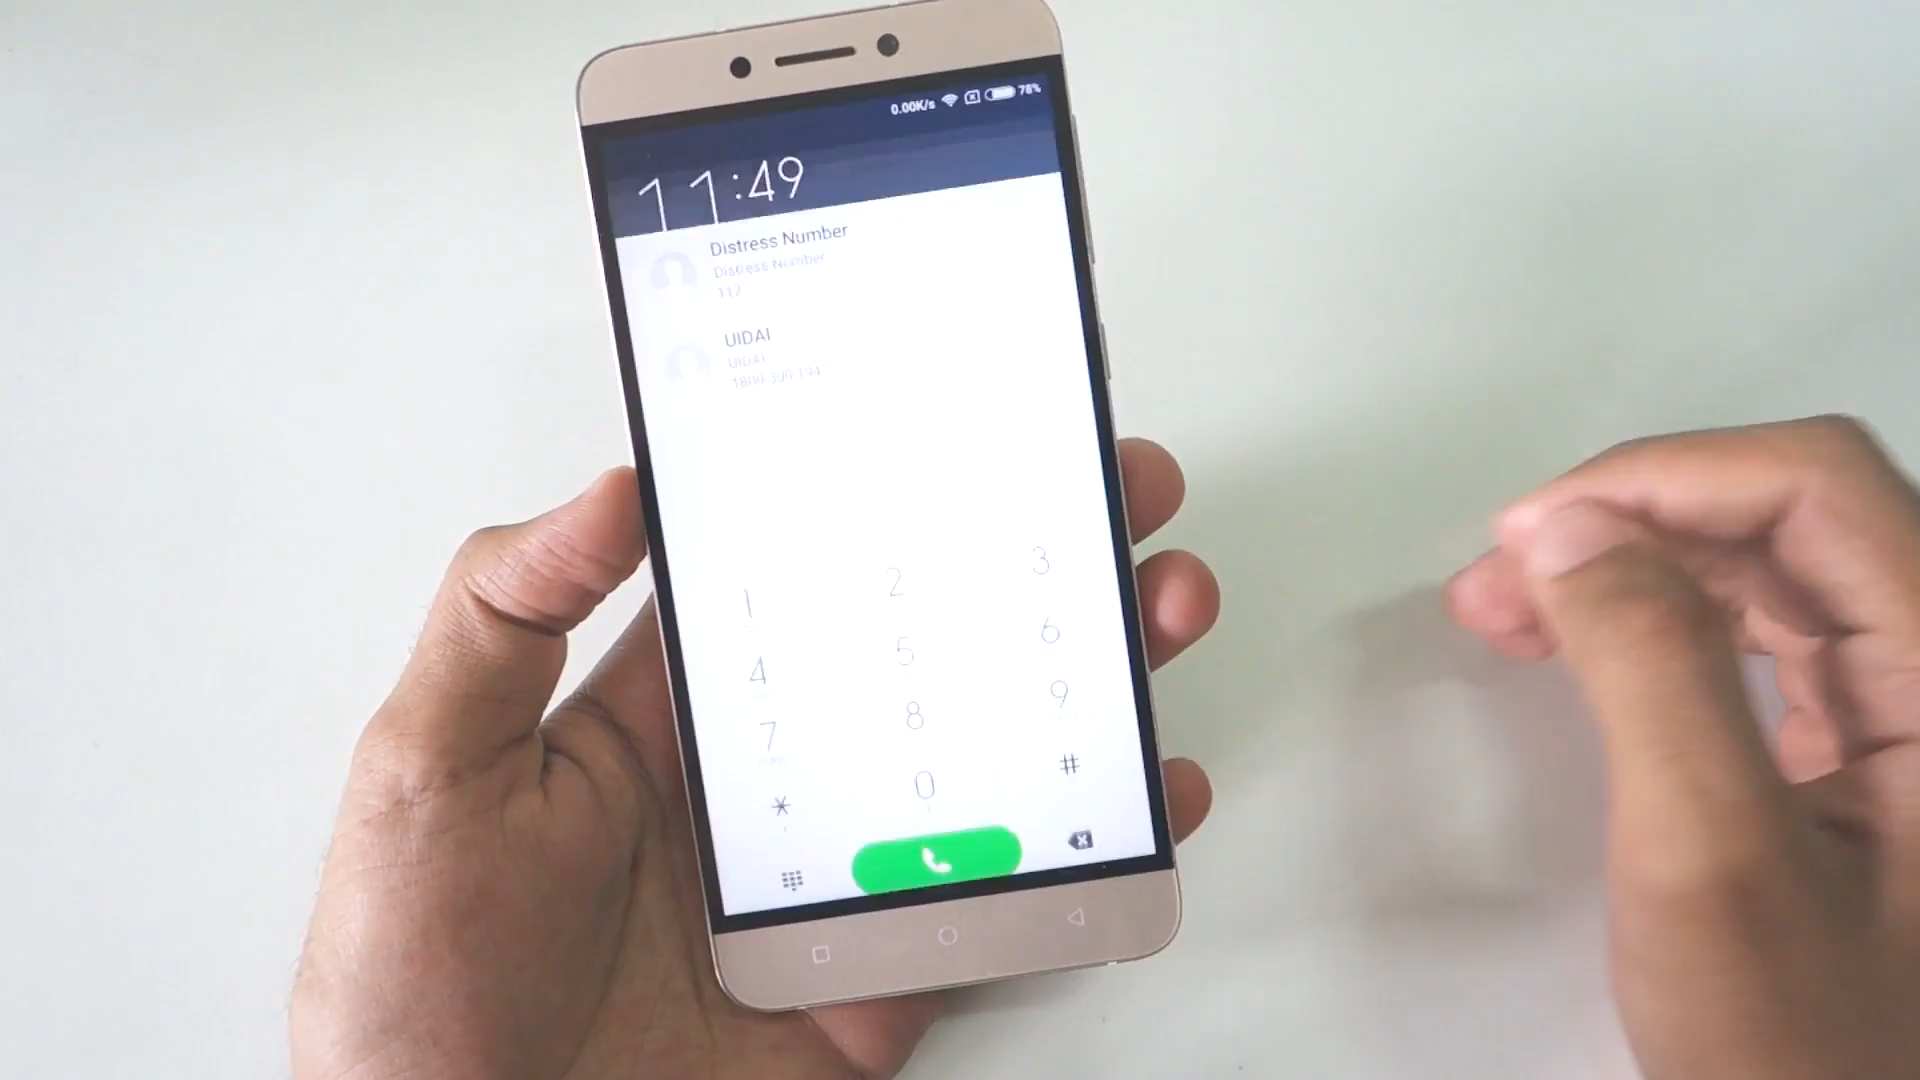 0.00K/s 78%
11:49
Distress Number
Distress Number
112
UIDAI
UIDAI
1 2 3
4 5 6
7 8 9
* 0 #